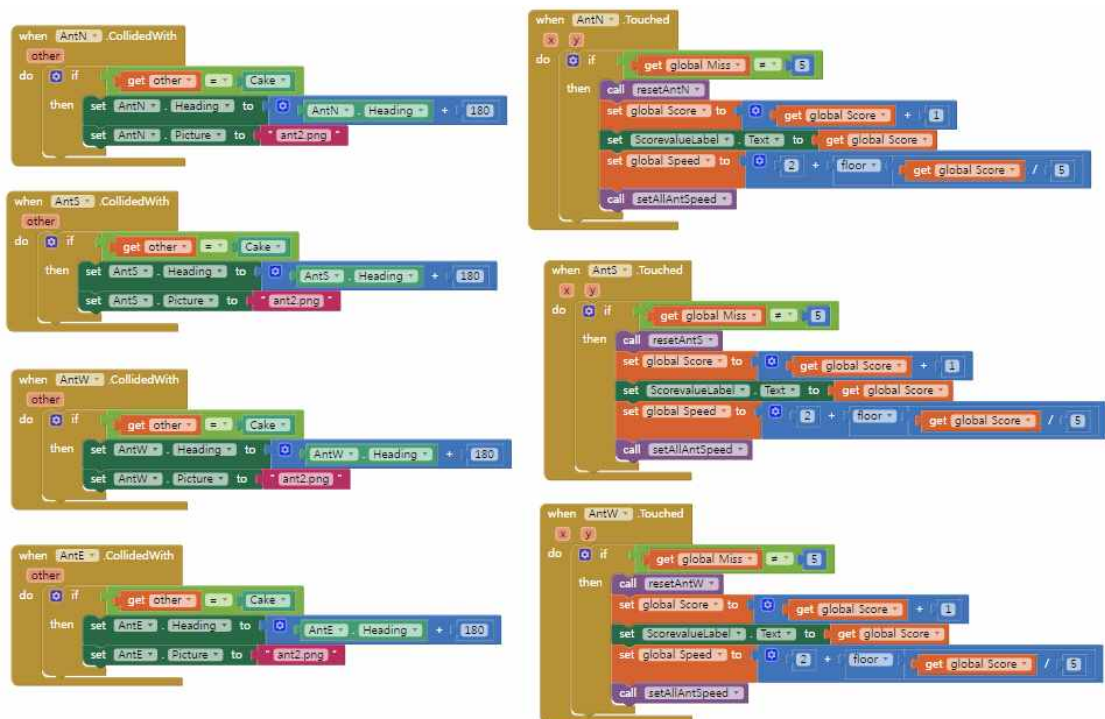 when AntN .CollidedWith
other
do if get other = Cake
then set AntN . Heading to AntN . Heading + 180
set AntN . Picture to " ant2.png "
when AntS .CollidedWith
other
do if get other = Cake
then set AntS . Heading to AntS . Heading + 180
set AntS . Picture to " ant2.png "
when AntW .CollidedWith
other
do if get other = Cake
then set AntW . Heading to AntW . Heading + 180
set AntW . Picture to " ant2.png "
when AntE .CollidedWith
other
do if get other = Cake
then set AntE . Heading to AntE . Heading + 180
set AntE . Picture to " ant2.png "
when AntN .Touched
x y
do if get global Miss ≠ 5
then call resetAntN
set global Score to get global Score + 1
set ScorevalueLabel . Text to get global Score
set global Speed to 2 + floor get global Score / 5
call setAllAntSpeed
when AntS .Touched
x y
do if get global Miss ≠ 5
then call resetAntS
set global Score to get global Score + 1
set ScorevalueLabel . Text to get global Score
set global Speed to 2 + floor get global Score / 5
call setAllAntSpeed
when AntW .Touched
x y
do if get global Miss ≠ 5
then call resetAntW
set global Score to get global Score + 1
set ScorevalueLabel . Text to get global Score
set global Speed to 2 + floor get global Score / 5
call setAllAntSpeed